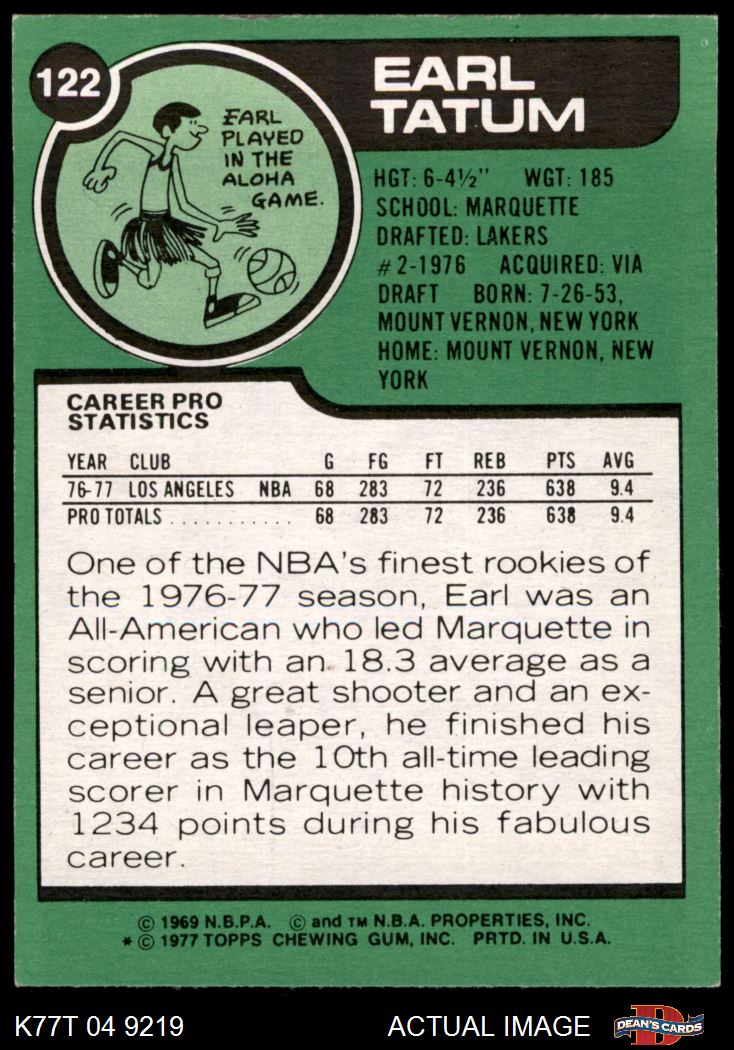 122
EARL
TATUM
EARL
PLAYED
IN THE
ALOHA
GAME.
HGT: 6-4½" WGT: 185
SCHOOL: MARQUETTE
DRAFTED: LAKERS
#2-1976 ACQUIRED: VIA
DRAFT BORN: 7-26-53,
MOUNT VERNON, NEW YORK
HOME: MOUNT VERNON, NEW
YORK
CAREER PRO
STATISTICS
YEAR CLUB G FG FT REB PTS AVG
76-77 LOS ANGELES NBA 68 283 72 236 638 9.4
PRO TOTALS . . . . . . . . . . . 68 283 72 236 638 9.4
One of the NBA's finest rookies of
the 1976-77 season, Earl was an
All-American who led Marquette in
scoring with an 18.3 average as a
senior. A great shooter and an ex-
ceptional leaper, he finished his
career as the 10th all-time leading
scorer in Marquette history with
1234 points during his fabulous
career.
© 1969 N.B.P.A. © and TM N.B.A. PROPERTIES, INC.
* © 1977 TOPPS CHEWING GUM, INC. PRTD. IN U.S.A.
K77T 04 9219 ACTUAL IMAGE D DEAN'S CARDS